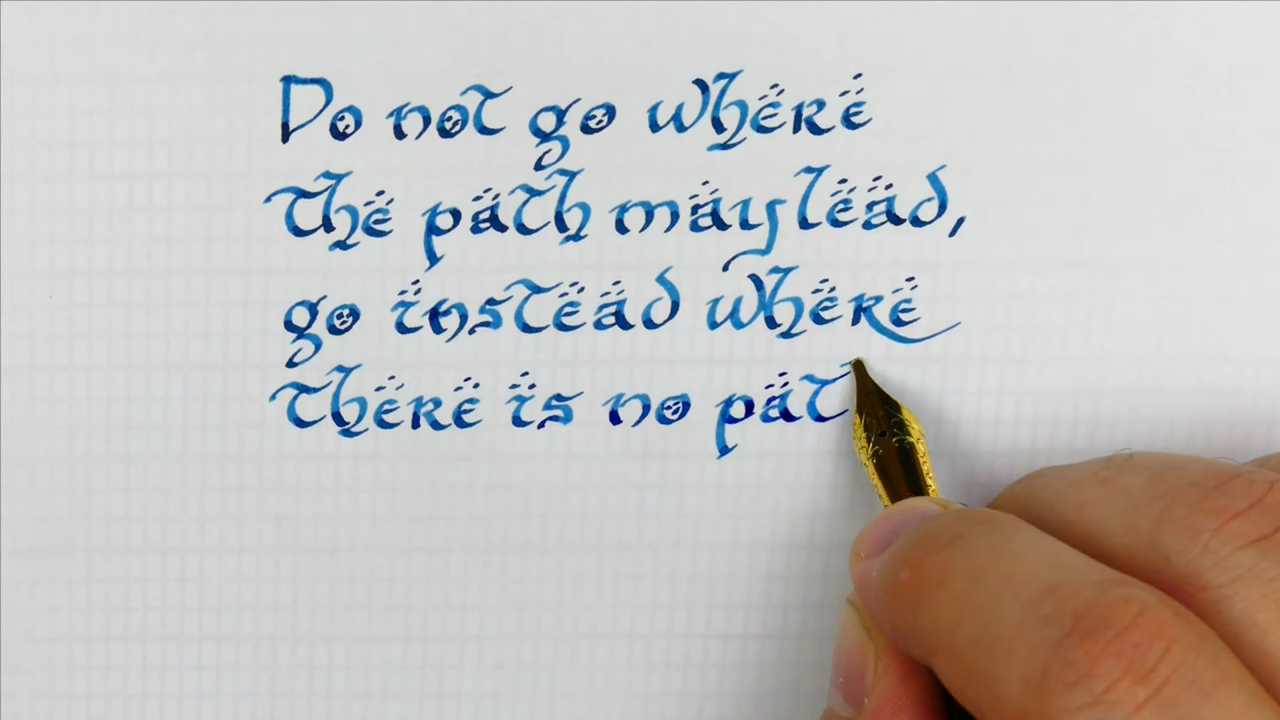 Do not go where
the path may lead,
go instead where
there is no pat